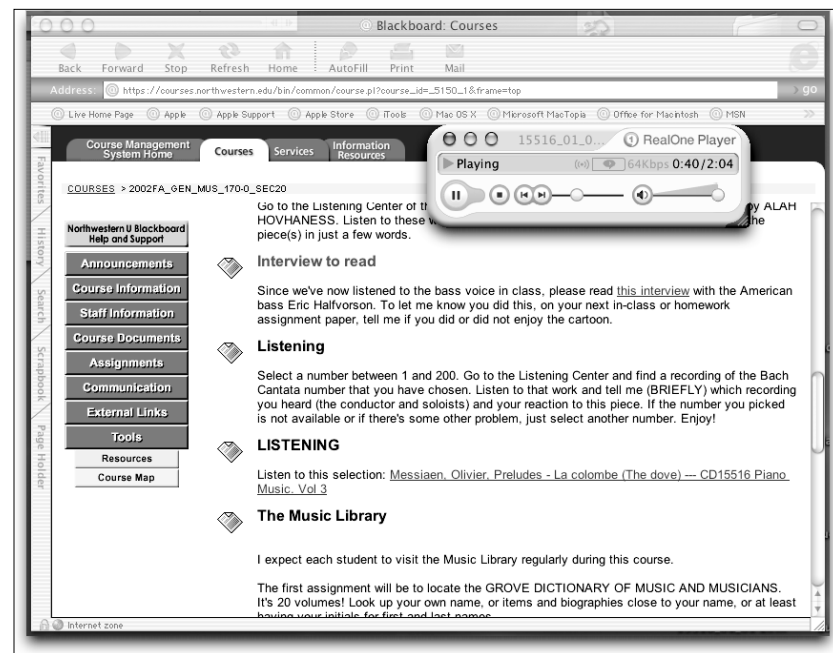 Blackboard: Courses
Back Forward Stop Refresh Home AutoFill Print Mail
Address: https://courses.northwestern.edu/bin/common/course.pl?course_id=_5150_1&frame=top go
Live Home Page Apple Apple Support Apple Store iTools Mac OS X Microsoft MacTopia Office for Macintosh MSN
Favorites
History
Search
Scrapbook
Page Holder
Course Management
System Home
Courses
Services
Information
Resources
15516_01_0... RealOne Player
Playing 64Kbps 0:40/2:04
COURSES > 2002FA_GEN_MUS_170-0_SEC20
Northwestern U Blackboard
Help and Support
Announcements
Course Information
Staff Information
Course Documents
Assignments
Communication
External Links
Tools
Resources
Course Map
Go to the Listening Center of th by ALAH
HOVHANESS. Listen to these w he
piece(s) in just a few words.
Interview to read
Since we've now listened to the bass voice in class, please read this interview with the American
bass Eric Halfvorson. To let me know you did this, on your next in-class or homework
assignment paper, tell me if you did or did not enjoy the cartoon.
Listening
Select a number between 1 and 200. Go to the Listening Center and find a recording of the Bach
Cantata number that you have chosen. Listen to that work and tell me (BRIEFLY) which recording
you heard (the conductor and soloists) and your reaction to this piece. If the number you picked
is not available or if there's some other problem, just select another number. Enjoy!
LISTENING
Listen to this selection: Messiaen, Olivier, Preludes - La colombe (The dove) --- CD15516 Piano
Music. Vol 3
The Music Library
I expect each student to visit the Music Library regularly during this course.
The first assignment will be to locate the GROVE DICTIONARY OF MUSIC AND MUSICIANS.
It's 20 volumes! Look up your own name, or items and biographies close to your name, or at least
having your initials for first and last names
Internet zone